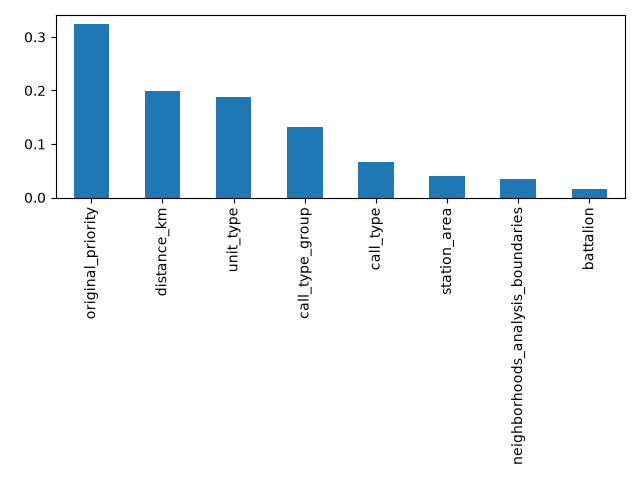 0.3
0.2
0.1
0.0
original_priority
distance_km
unit_type
call_type_group
call_type
station_area
neighborhoods_analysis_boundaries
battalion